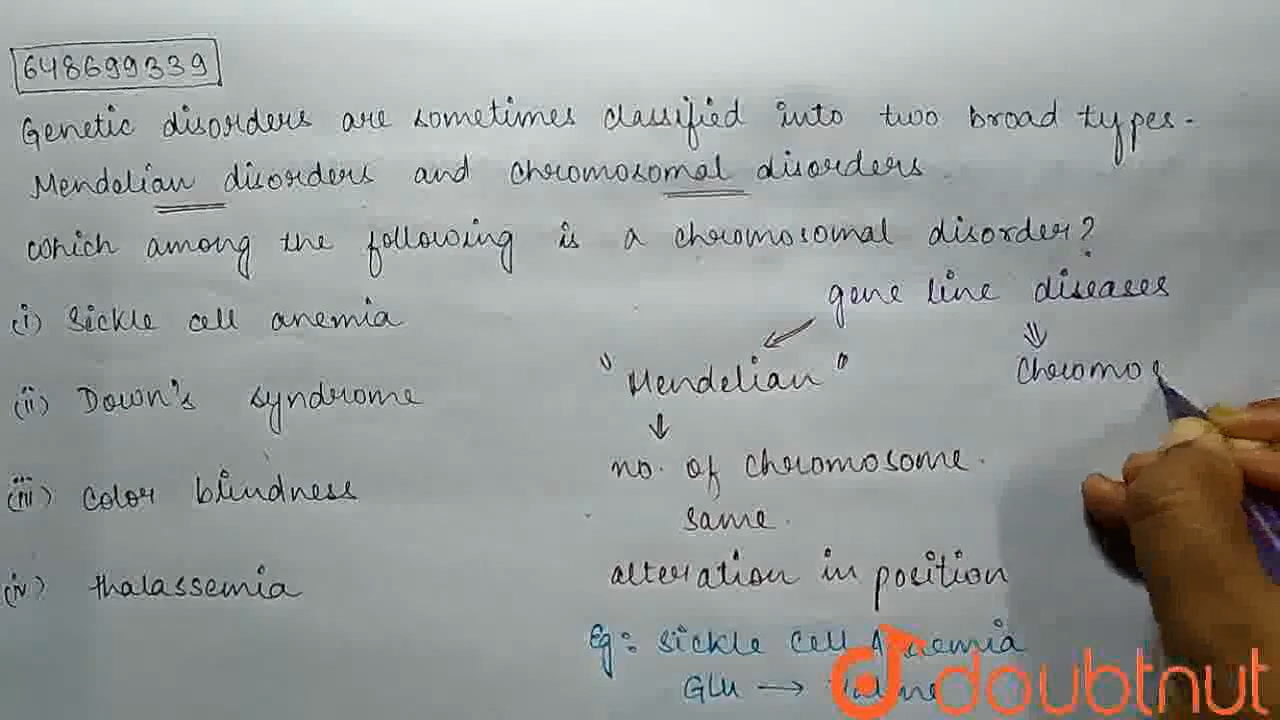 648699339
Genetic disorders are sometimes classified into two broad types -
Mendelian disorders and chromosomal disorders.
which among the following is a chromosomal disorder?
(i) Sickle cell anemia
(ii) Down's syndrome
(iii) Color blindness
(iv) thalassemia
gene line diseases
"Mendelian"
Chromos
no. of chromosome.
same.
alteration in position
Eg: Sickle cell Anemia
GLU →
doubtnut